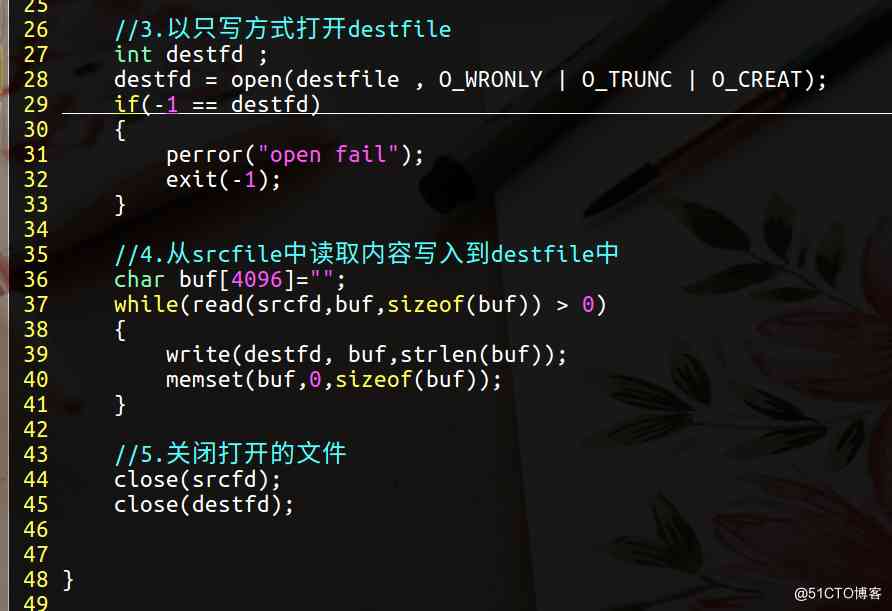 25
26 //3.以只写方式打开destfile
27 int destfd ;
28 destfd = open(destfile , O_WRONLY | O_TRUNC | O_CREAT);
29 if(-1 == destfd)
30 {
31 perror("open fail");
32 exit(-1);
33 }
34
35 //4.从srcfile中读取内容写入到destfile中
36 char buf[4096]="";
37 while(read(srcfd,buf,sizeof(buf)) > 0)
38 {
39 write(destfd, buf,strlen(buf));
40 memset(buf,0,sizeof(buf));
41 }
42
43 //5.关闭打开的文件
44 close(srcfd);
45 close(destfd);
46
47
48 }
49
@51CTO博客